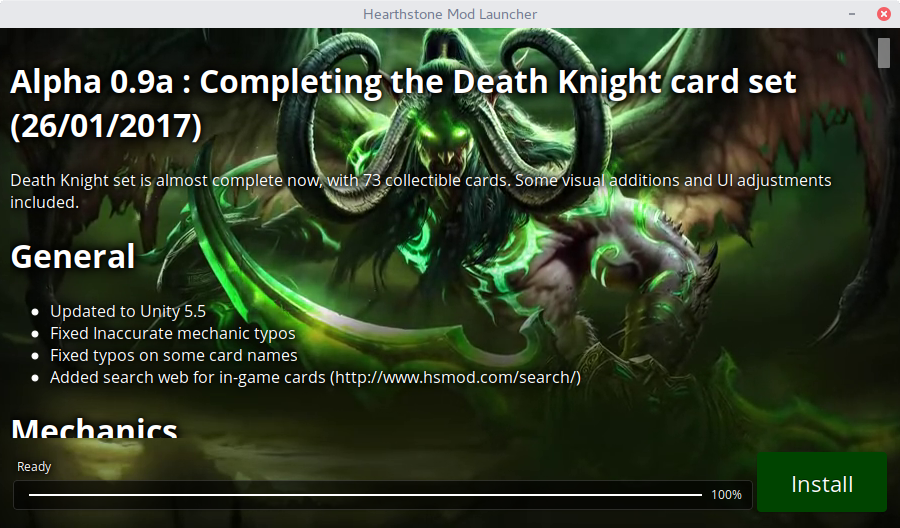 Hearthstone Mod Launcher
Alpha 0.9a : Completing the Death Knight card set
(26/01/2017)
Death Knight set is almost complete now, with 73 collectible cards. Some visual additions and UI adjustments
included.
General
Updated to Unity 5.5
Fixed Inaccurate mechanic typos
Fixed typos on some card names
Added search web for in-game cards (http://www.hsmod.com/search/)
Mechanics
Ready
100%
Install